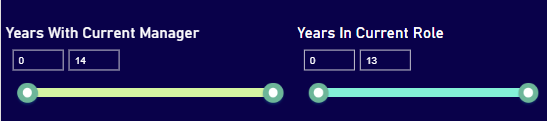 Years With Current Manager
0 14
Years In Current Role
0 13